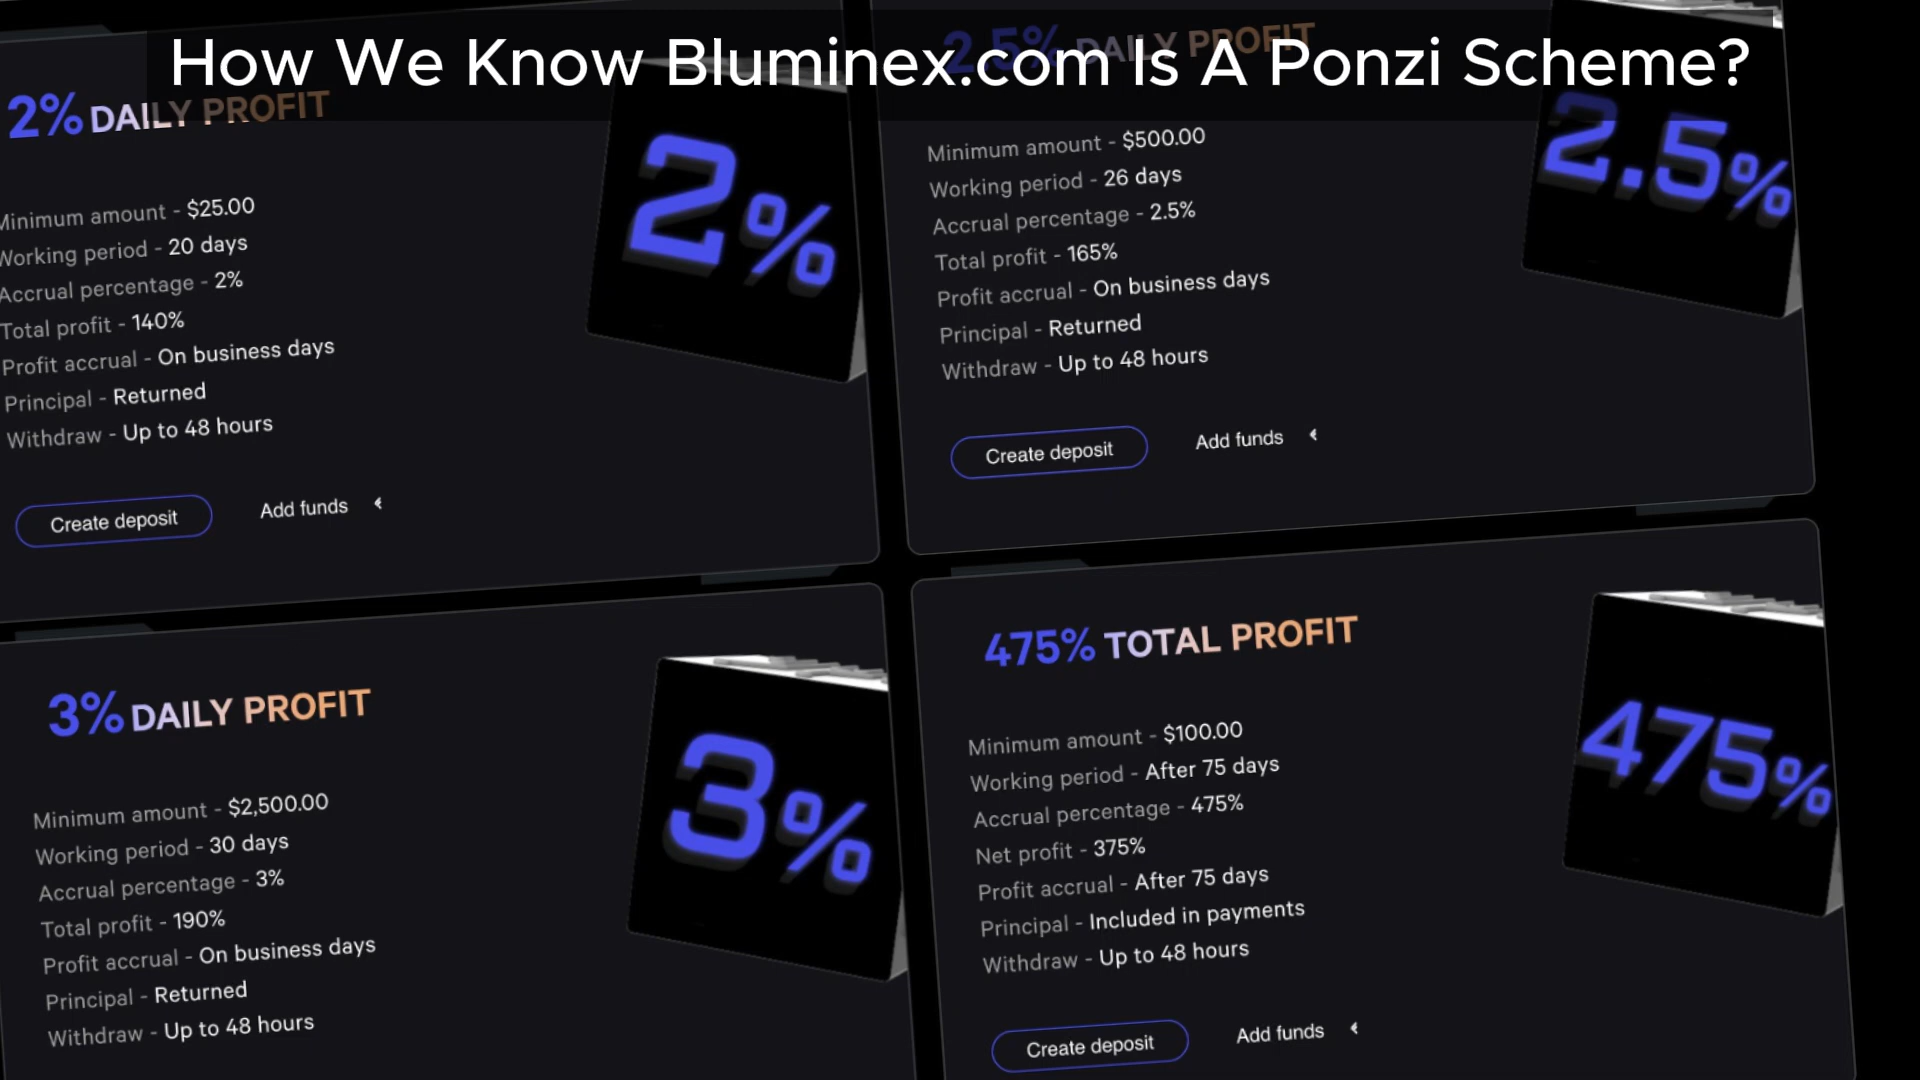 How We Know Bluminex.com Is A Ponzi Scheme?
2% DAILY PROFIT
Minimum amount - $25.00
Working period - 20 days
Accrual percentage - 2%
Total profit - 140%
Profit accrual - On business days
Principal - Returned
Withdraw - Up to 48 hours
Create deposit
Add funds
2%
2.5% DAILY PROFIT
Minimum amount - $500.00
Working period - 26 days
Accrual percentage - 2.5%
Total profit - 165%
Profit accrual - On business days
Principal - Returned
Withdraw - Up to 48 hours
Create deposit
Add funds
2.5%
3% DAILY PROFIT
Minimum amount - $2,500.00
Working period - 30 days
Accrual percentage - 3%
Total profit - 190%
Profit accrual - On business days
Principal - Returned
Withdraw - Up to 48 hours
3%
475% TOTAL PROFIT
Minimum amount - $100.00
Working period - After 75 days
Accrual percentage - 475%
Net profit - 375%
Profit accrual - After 75 days
Principal - Included in payments
Withdraw - Up to 48 hours
Create deposit
Add funds
475%